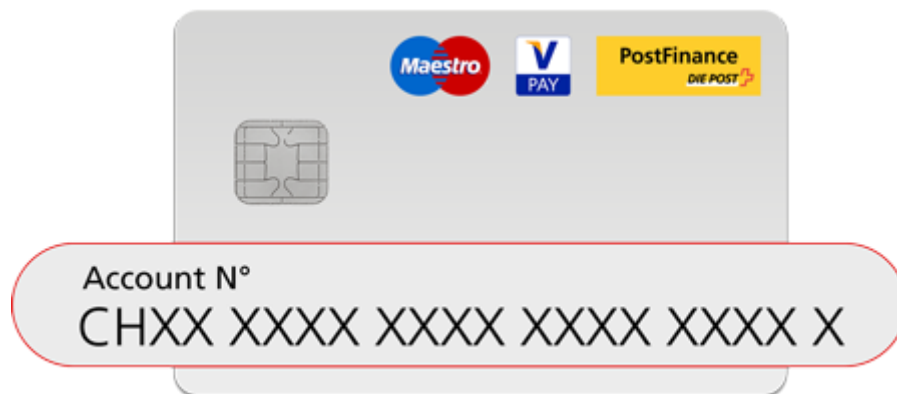 Maestro
V
PAY
PostFinance
DIE POST
Account N°
CHXX XXXX XXXX XXXX XXXX X